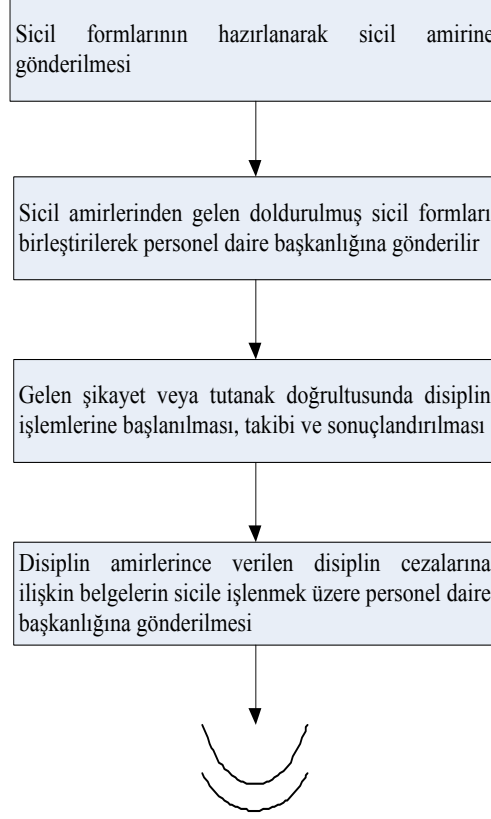 Sicil formlarının hazırlanarak sicil amirine
gönderilmesi
Sicil amirlerinden gelen doldurulmuş sicil formları
birleştirilerek personel daire başkanlığına gönderilir
Gelen şikayet veya tutanak doğrultusunda disiplin
işlemlerine başlanılması, takibi ve sonuçlandırılması
Disiplin amirlerince verilen disiplin cezalarına
ilişkin belgelerin sicile işlenmek üzere personel daire
başkanlığına gönderilmesi